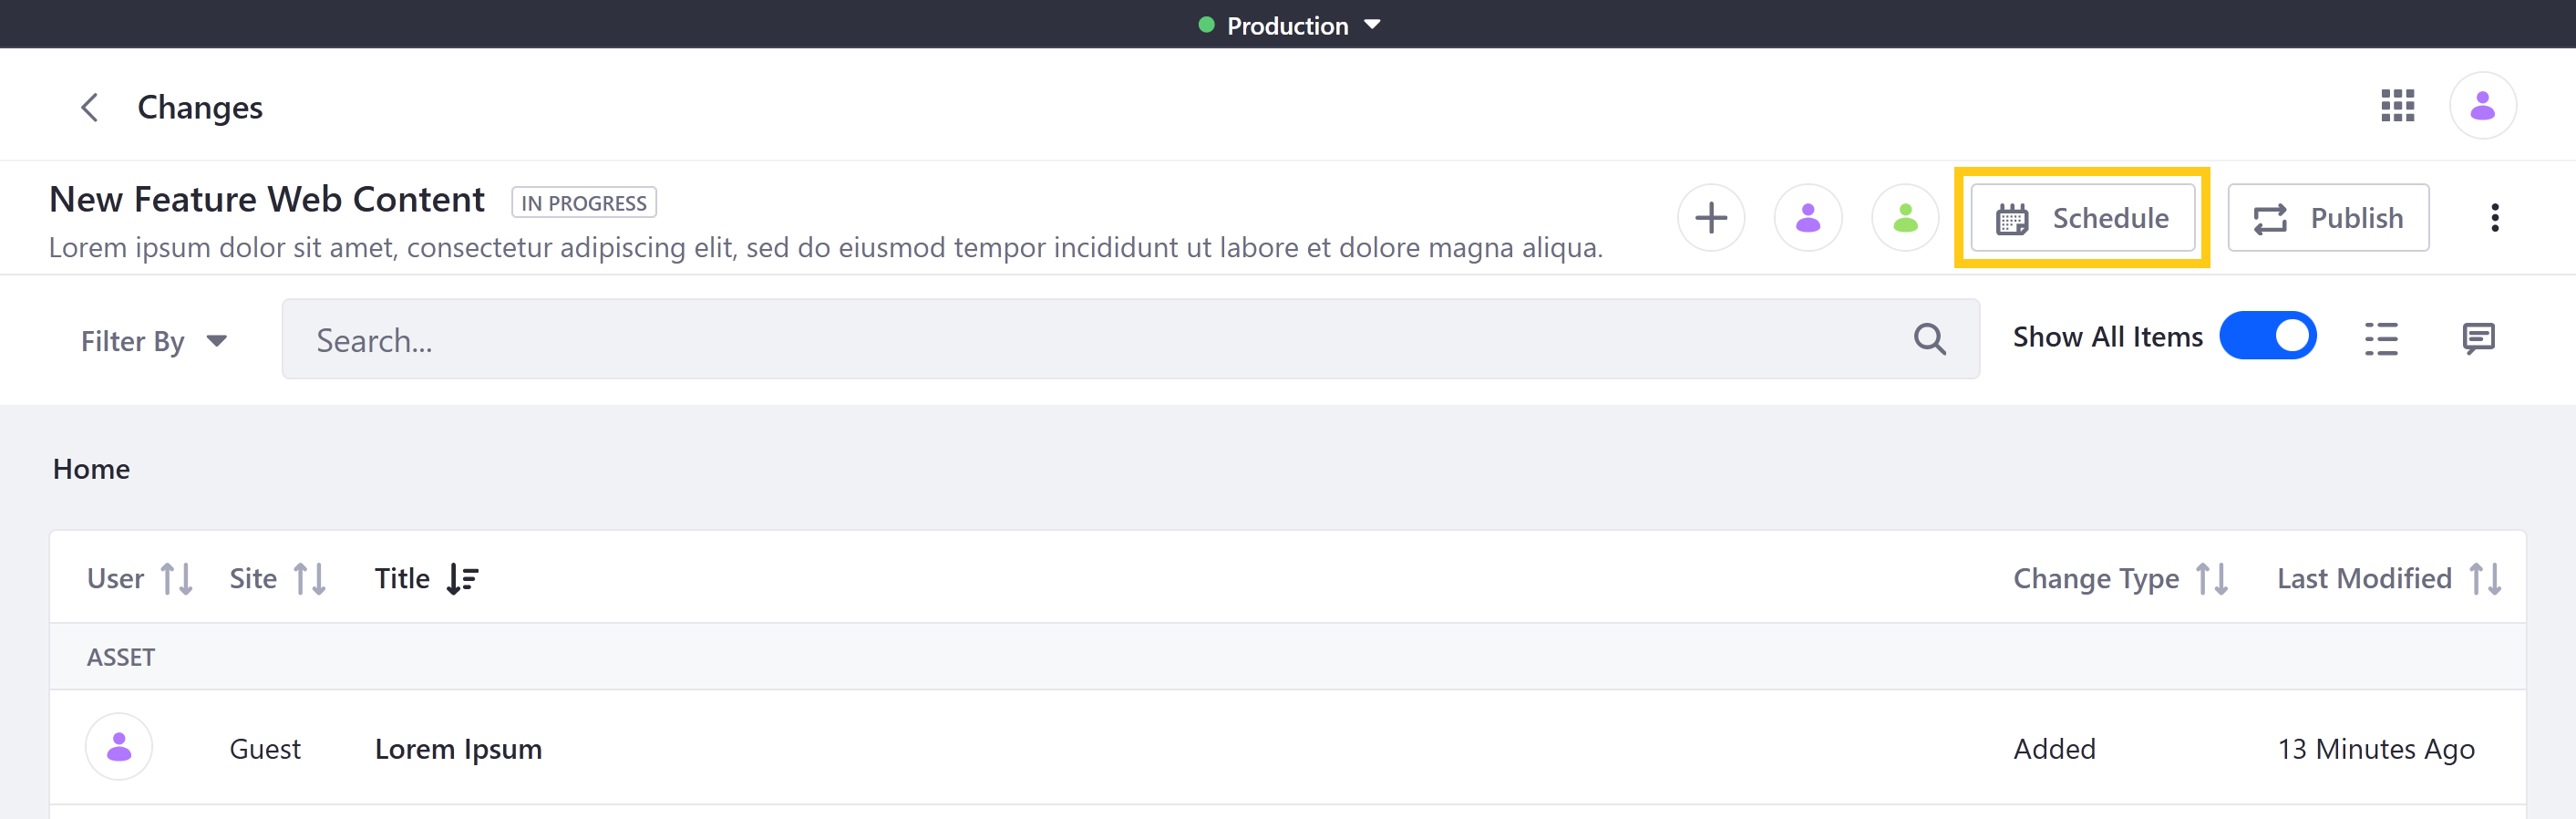 Production
Changes
New Feature Web Content IN PROGRESS
Lorem ipsum dolor sit amet, consectetur adipiscing elit, sed do eiusmod tempor incididunt ut labore et dolore magna aliqua.
Schedule Publish
Filter By Search... Show All Items
Home
User Site Title Change Type Last Modified
ASSET
Guest Lorem Ipsum Added 13 Minutes Ago